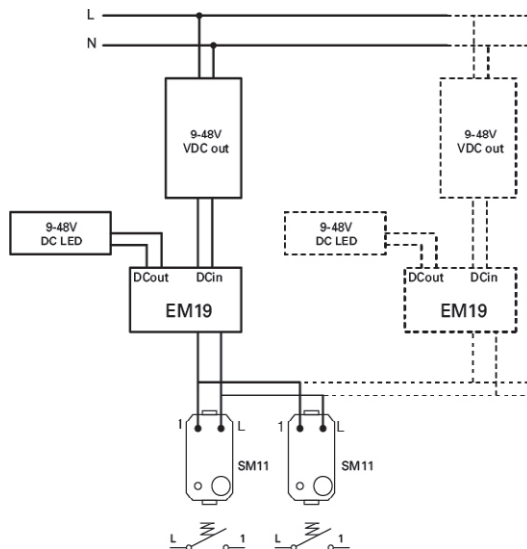 L
N
9-48V
VDC out
9-48V
VDC out
9-48V
DC LED
9-48V
DC LED
DCout DCin
EM19
DCout DCin
EM19
1 L 1 L
SM11 SM11
L 1 L 1